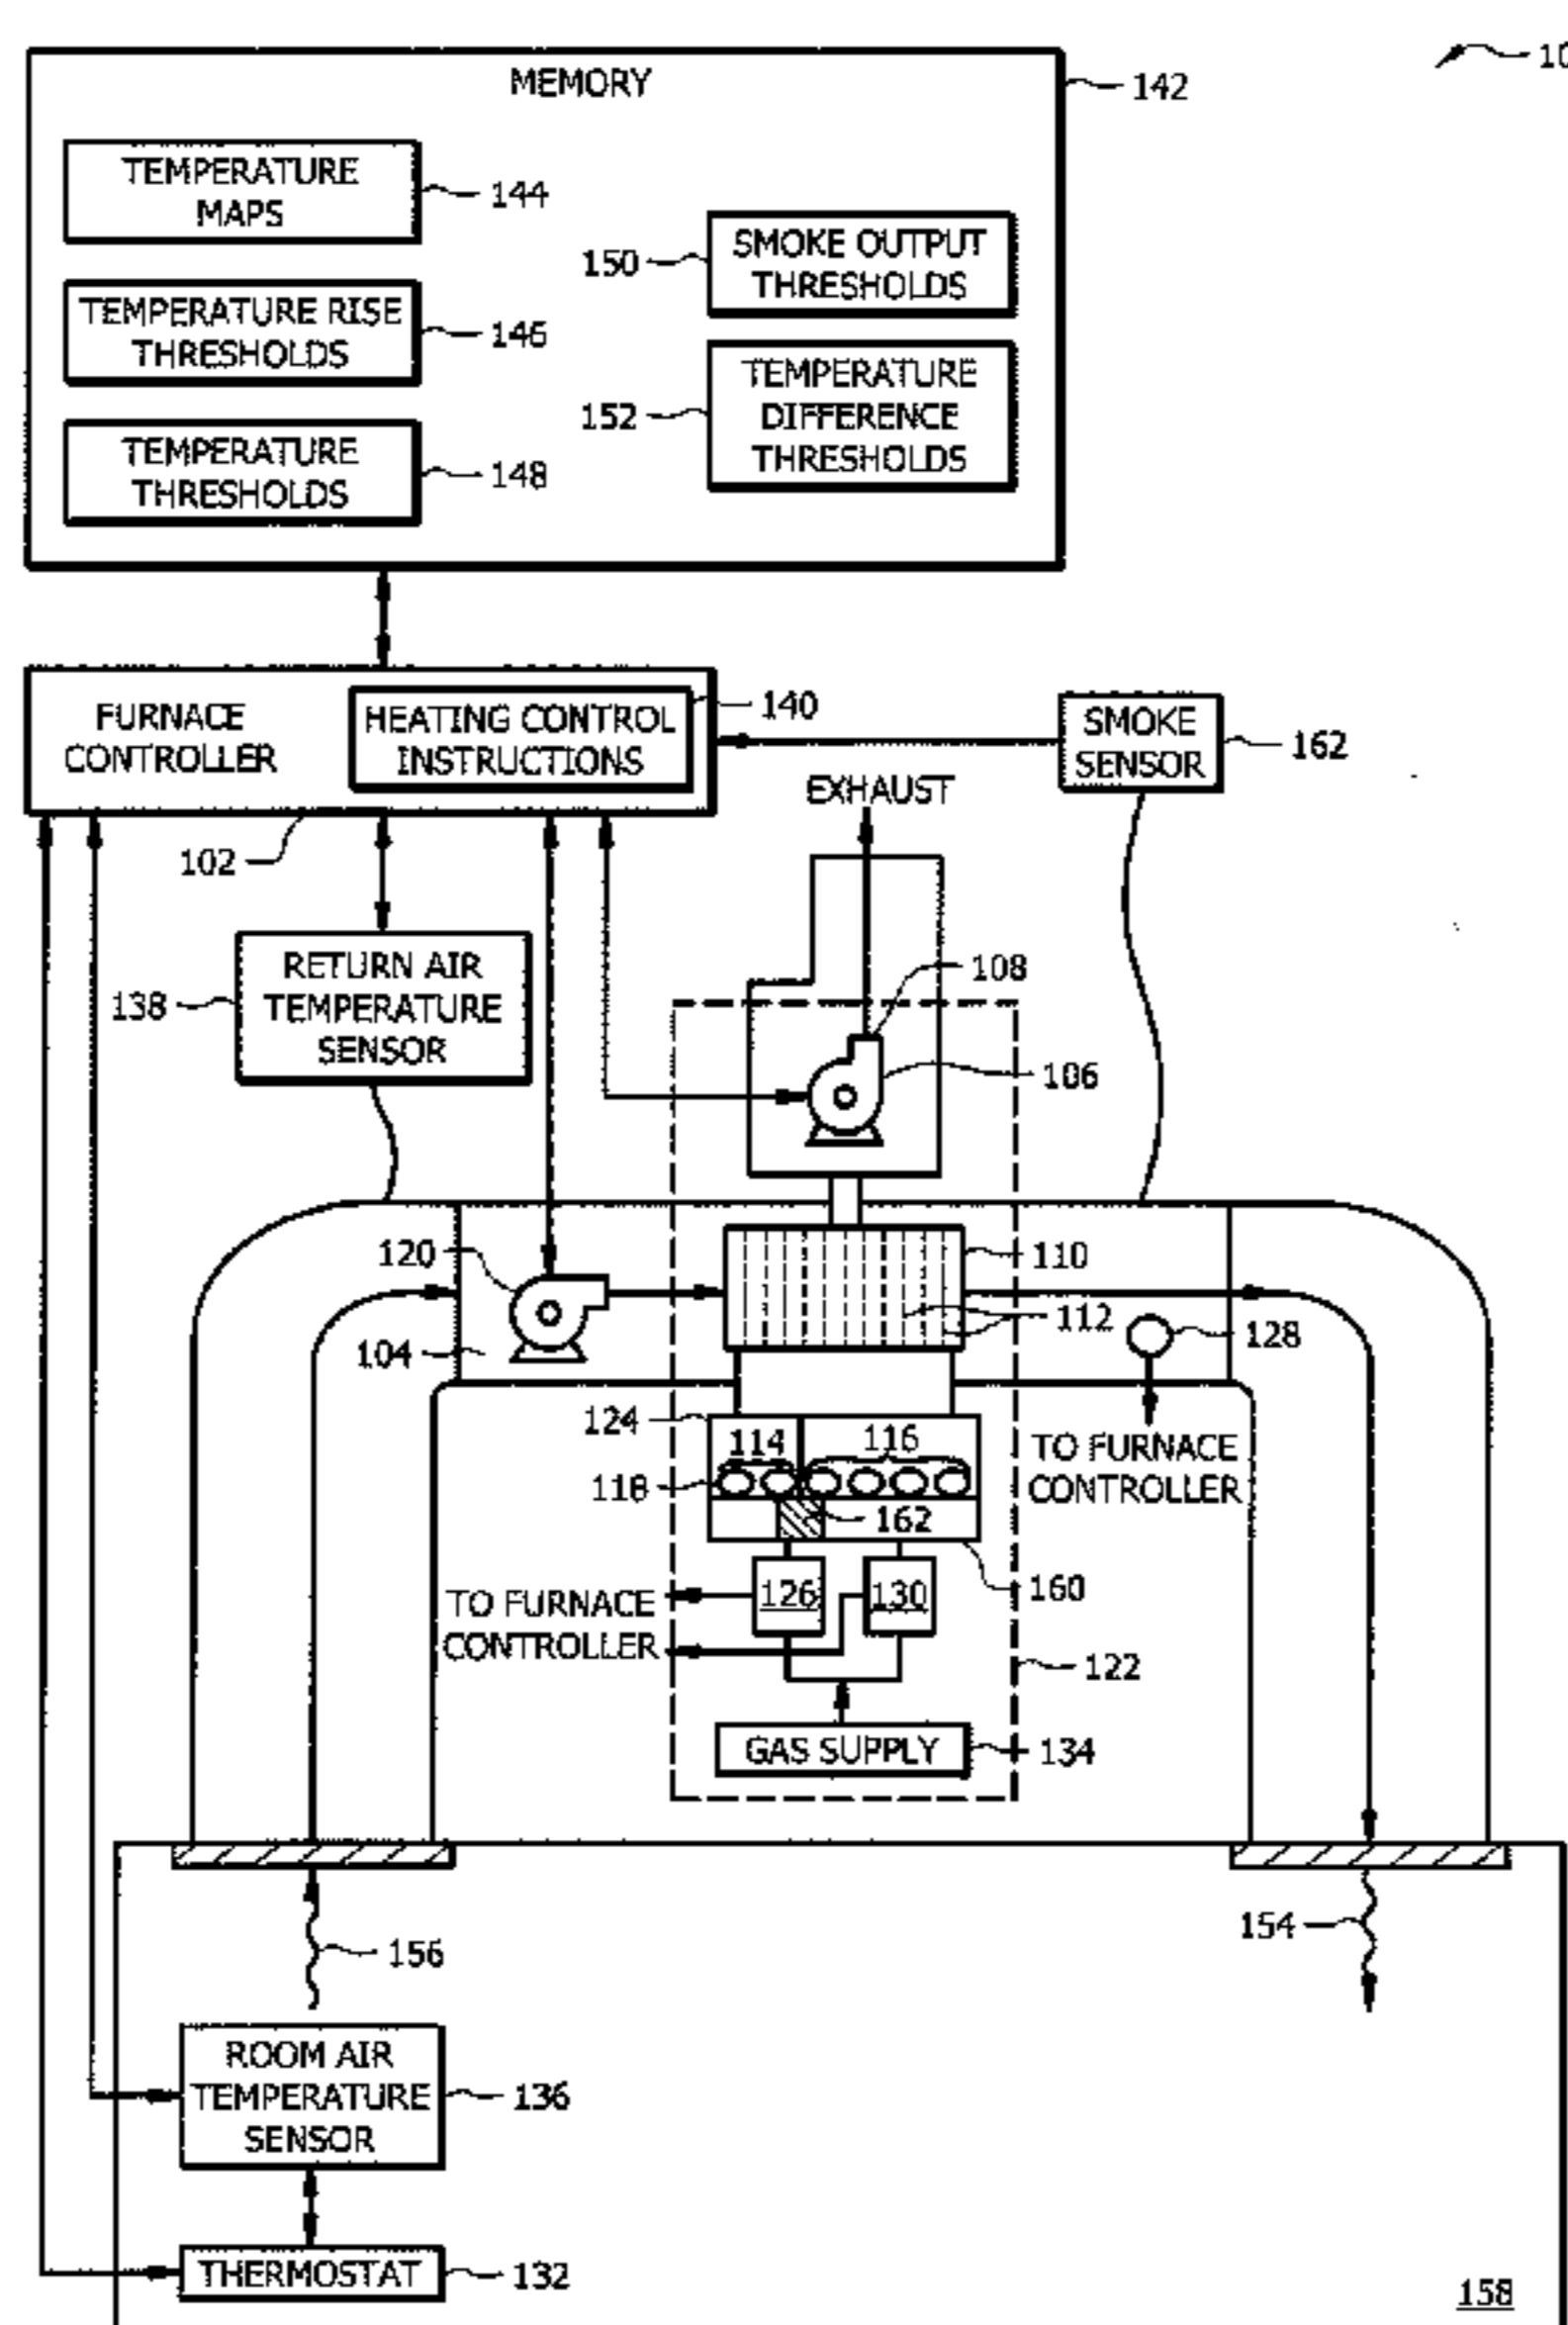 10
MEMORY
142
TEMPERATURE
MAPS
144
TEMPERATURE RISE
THRESHOLDS
146
TEMPERATURE
THRESHOLDS
148
150
SMOKE OUTPUT
THRESHOLDS
152
TEMPERATURE
DIFFERENCE
THRESHOLDS
FURNACE
CONTROLLER
HEATING CONTROL
INSTRUCTIONS
140
SMOKE
SENSOR
162
EXHAUST
102
138
RETURN AIR
TEMPERATURE
SENSOR
108
106
120
110
104
112
128
124
114
116
118
162
TO FURNACE
CONTROLLER
160
126
130
TO FURNACE
CONTROLLER
122
GAS SUPPLY
134
156
154
ROOM AIR
TEMPERATURE
SENSOR
136
THERMOSTAT
132
158